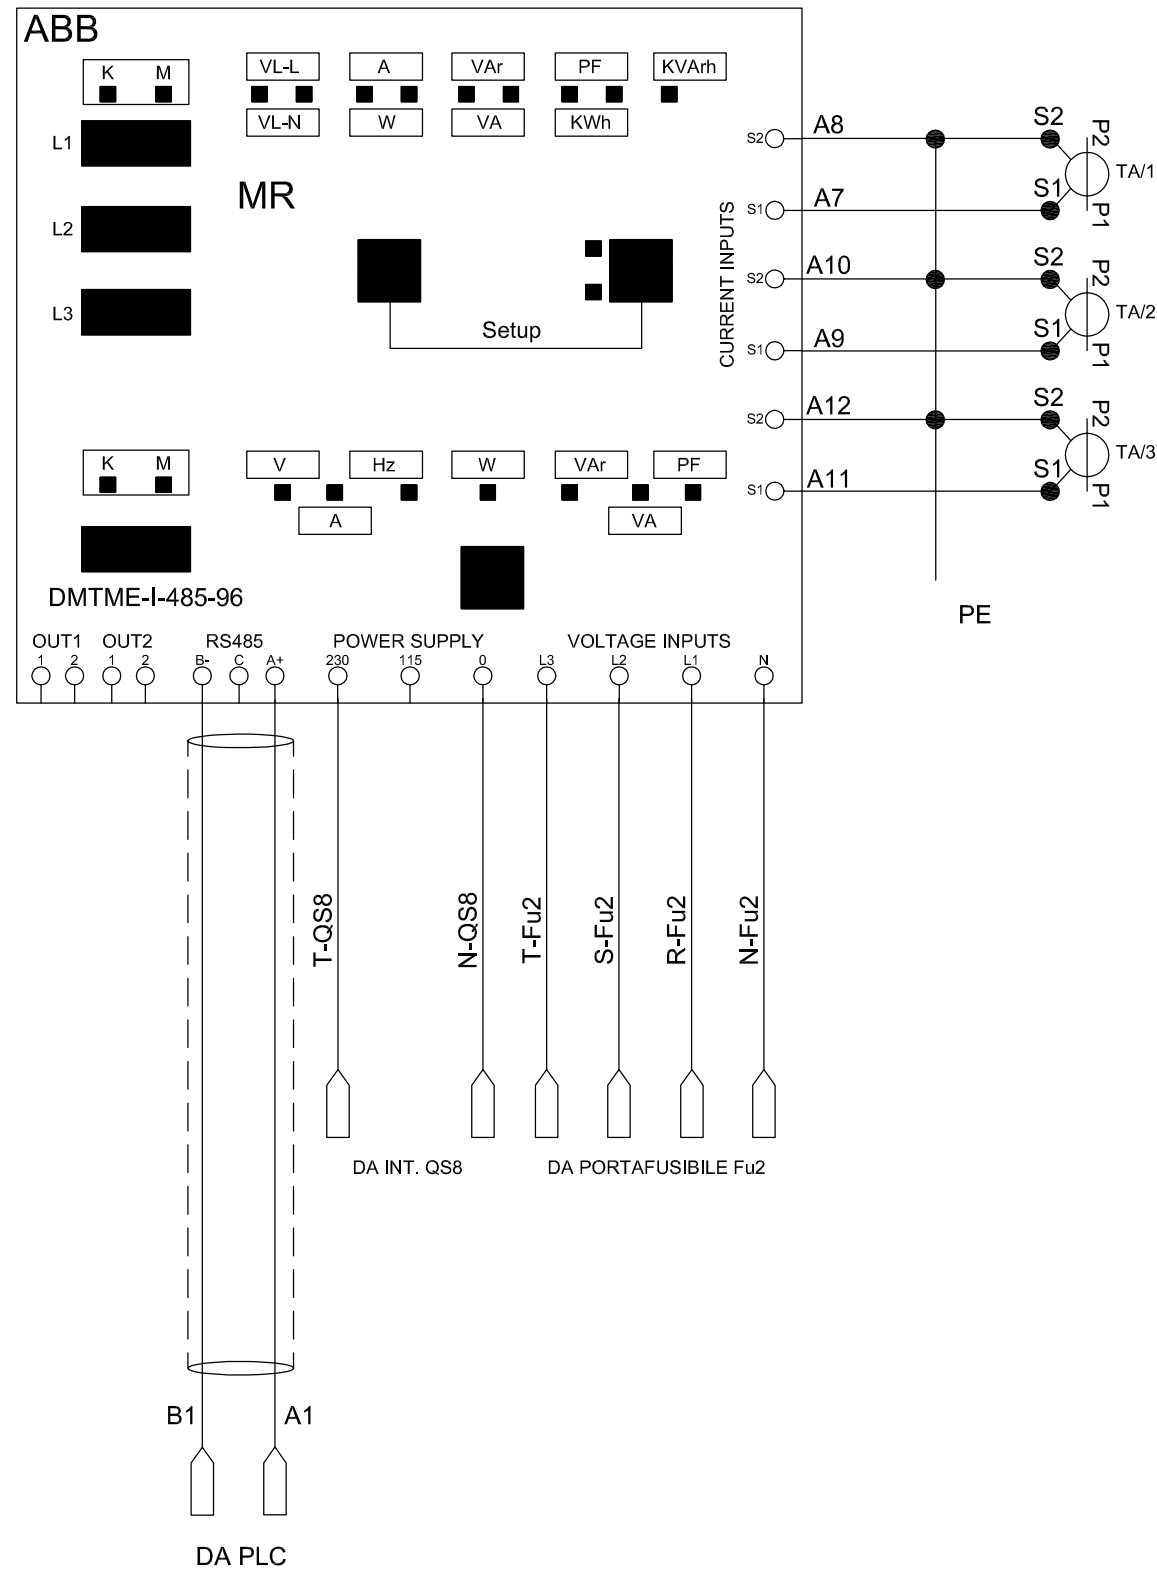 ABB
K M
VL-L A VAr PF KVArh
VL-N W VA KWh
L1
L2
L3
MR
Setup
CURRENT INPUTS
S2 A8 S2 P2
TA/1
S1 A7 S1 P1
S2 A10 S2 P2
TA/2
S1 A9 S1 P1
S2 A12 S2 P2
TA/3
S1 A11 S1 P1
PE
K M
V Hz W VAr PF
A VA
DMTME-I-485-96
OUT1 OUT2 RS485 POWER SUPPLY VOLTAGE INPUTS
1 2 1 2 B- C A+ 230 115 0 L3 L2 L1 N
T-QS8
N-QS8
T-Fu2
S-Fu2
R-Fu2
N-Fu2
DA INT. QS8 DA PORTAFUSIBILE Fu2
B1 A1
DA PLC